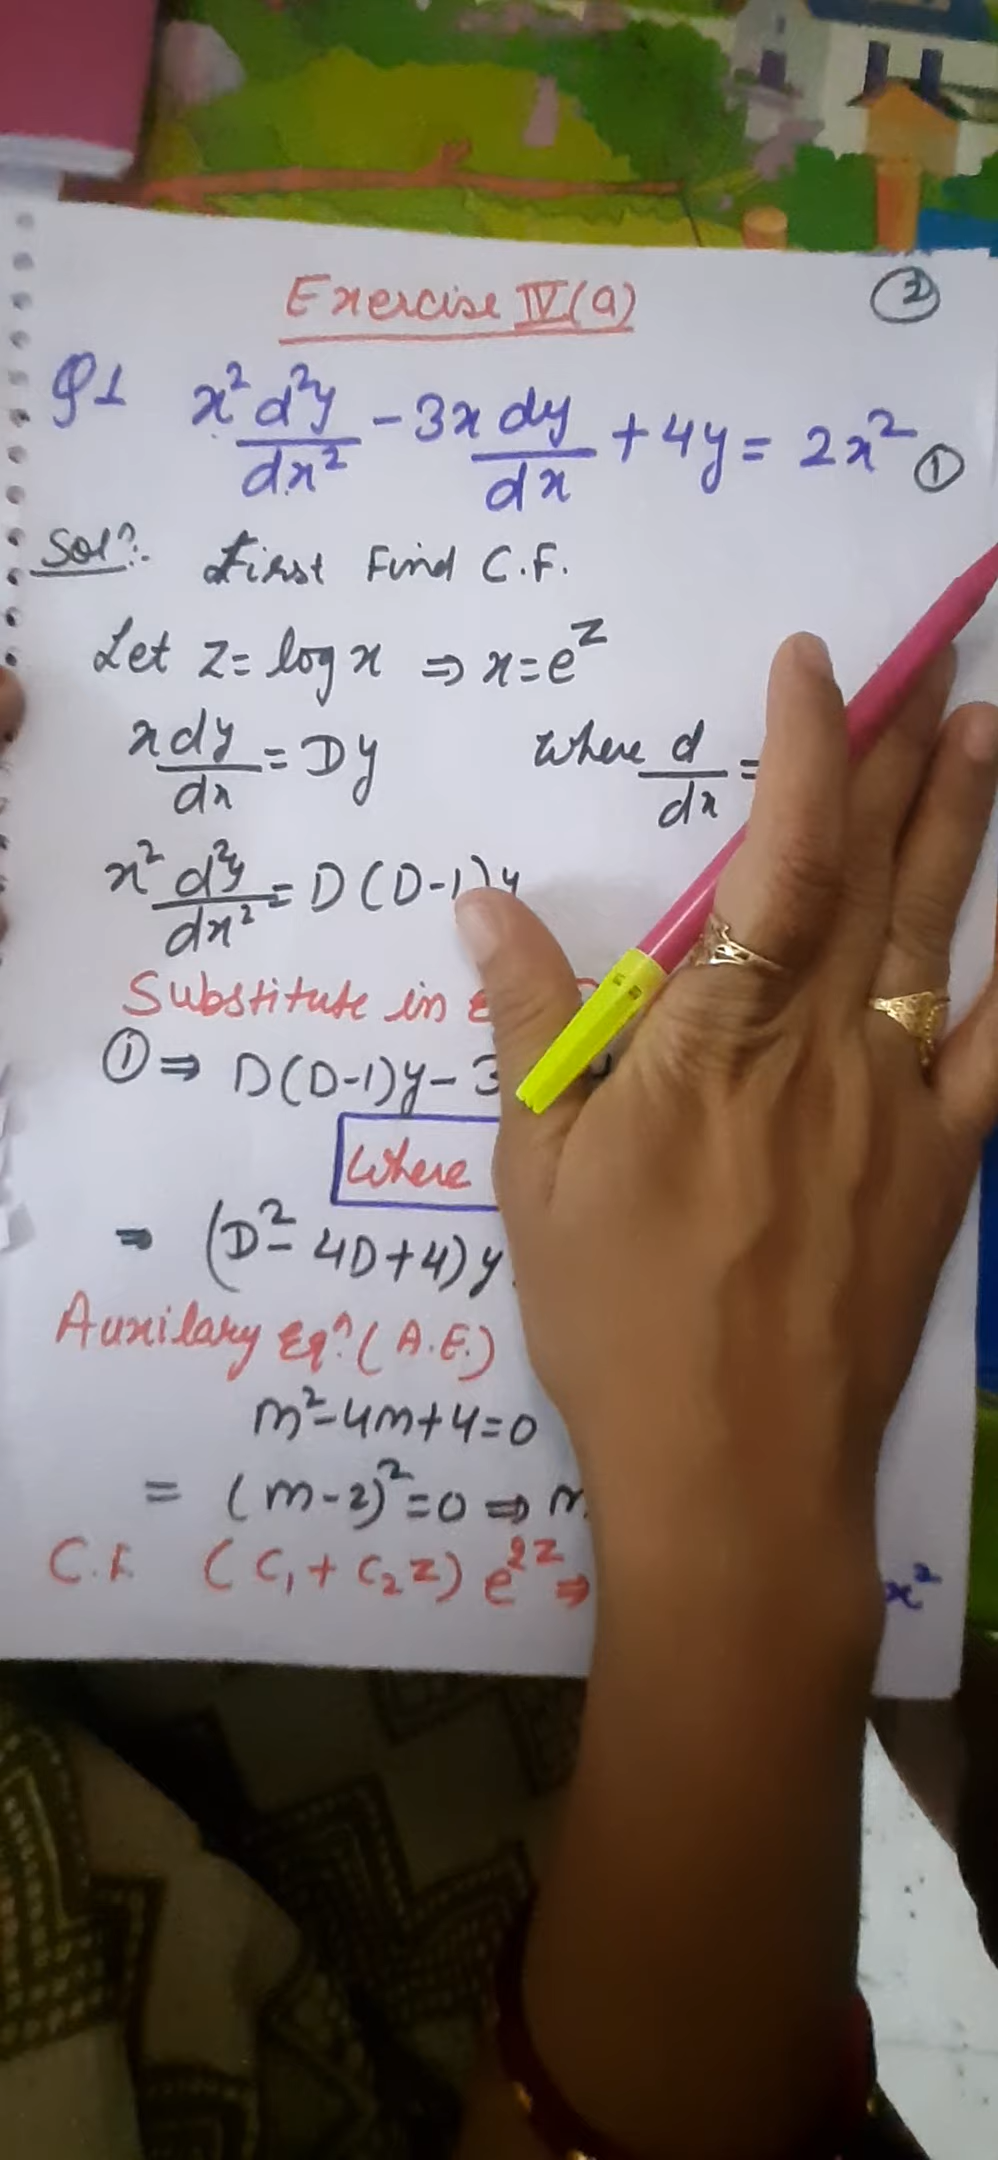 Exercise IV(a) 2
Q1 x² d²y/dx² - 3x dy/dx + 4y = 2x² ①
Solⁿ:- First Find C.F.
Let z = log x ⇒ x = e^z
x dy/dx = Dy where d/dx =
x² d²y/dx² = D(D-1)y
Substitute in
① ⇒ D(D-1)y - 3
Where
⇒ (D² - 4D + 4)y
Auxilary Eqⁿ. (A.E.)
m² - 4m + 4 = 0
= (m-2)² = 0 ⇒ m
C.F. (C₁ + C₂z) e^2z ⇒ x²